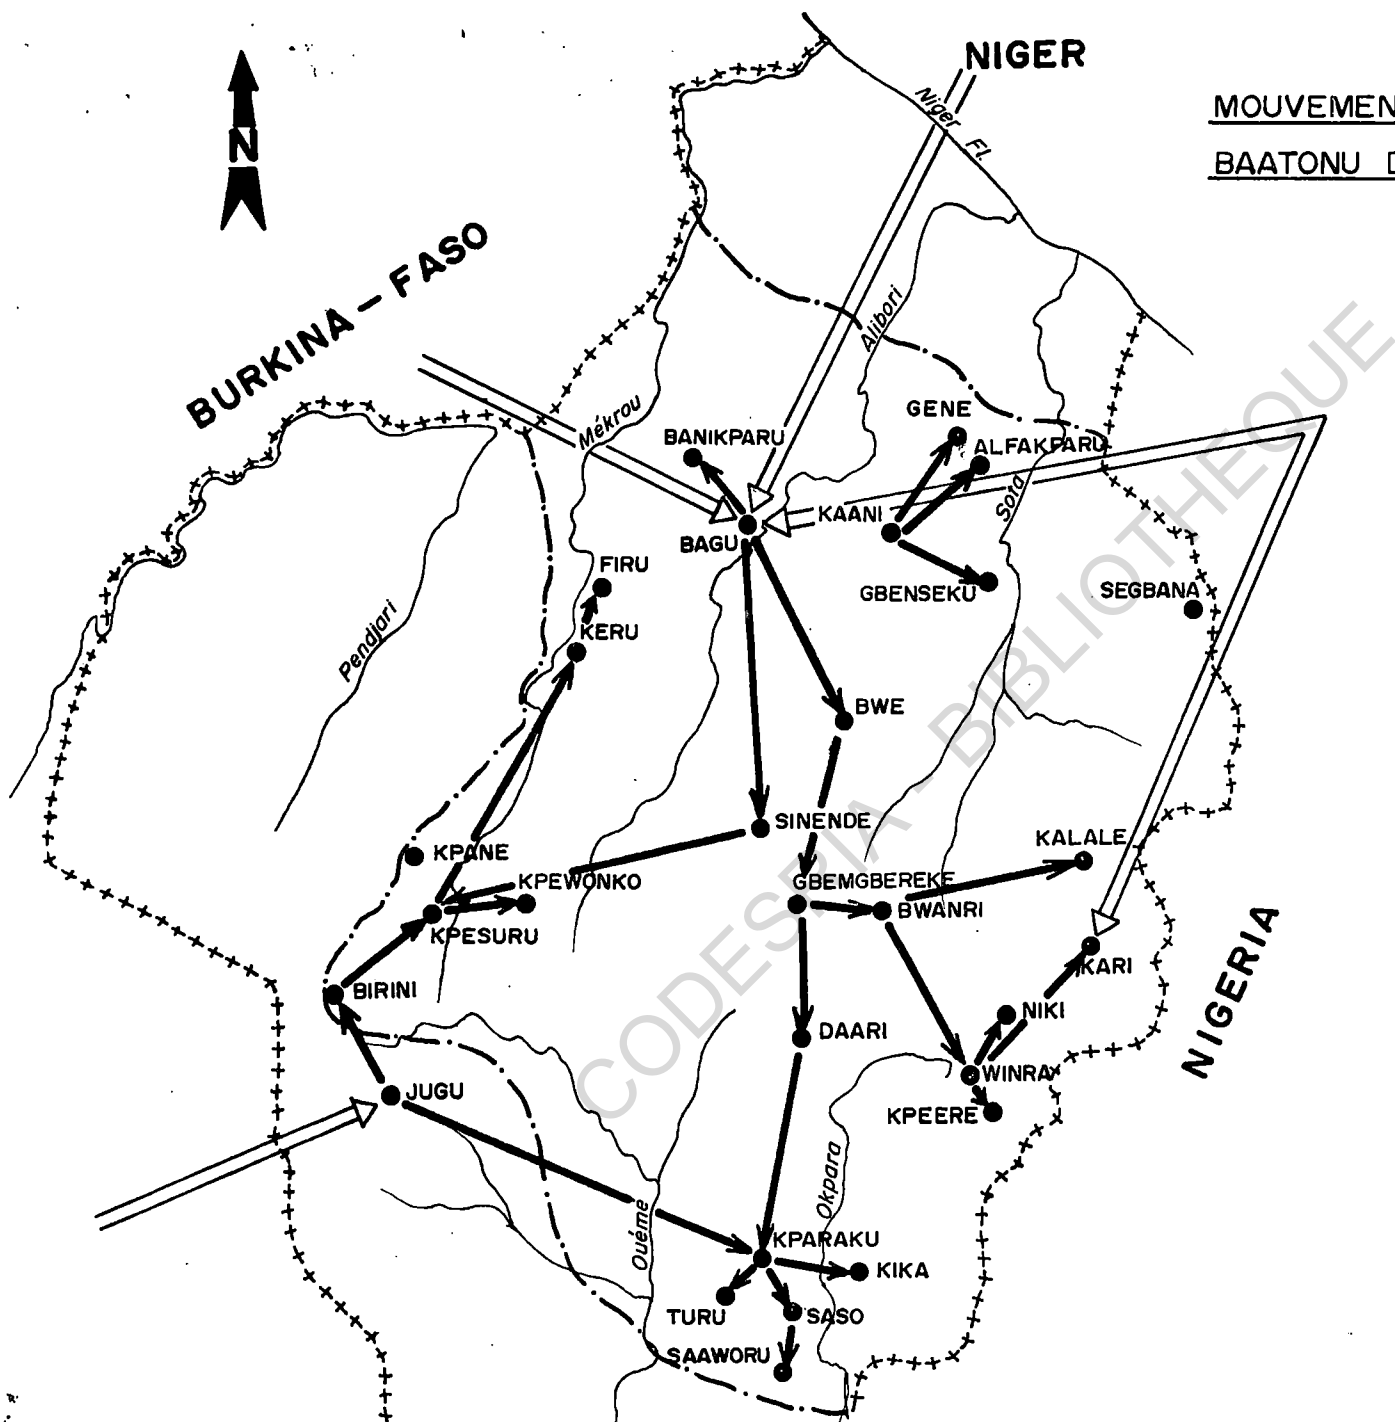 NIGER
MOUVEMEN
BAATONU D
Niger Fl.
N
BURKINA - FASO
Alibori
Mékrou
GENE
BANIKPARU
ALFAKPARU
Sota
KAANI
BAGU
FIRU
GBENSEKU
SEGBANA
Pendjari
KERU
BWE
SINENDE
KALALE
KPANE
KPEWONKO
GBEMGBEREKE
BWANRI
KPESURU
KARI
BIRINI
NIKI
NIGERIA
DAARI
WINRA
JUGU
KPEERE
Okpara
Ouéme
KPARAKU
KIKA
TURU
SASO
SAAWORU
CODESRIA - BIBLIOTHEQUE